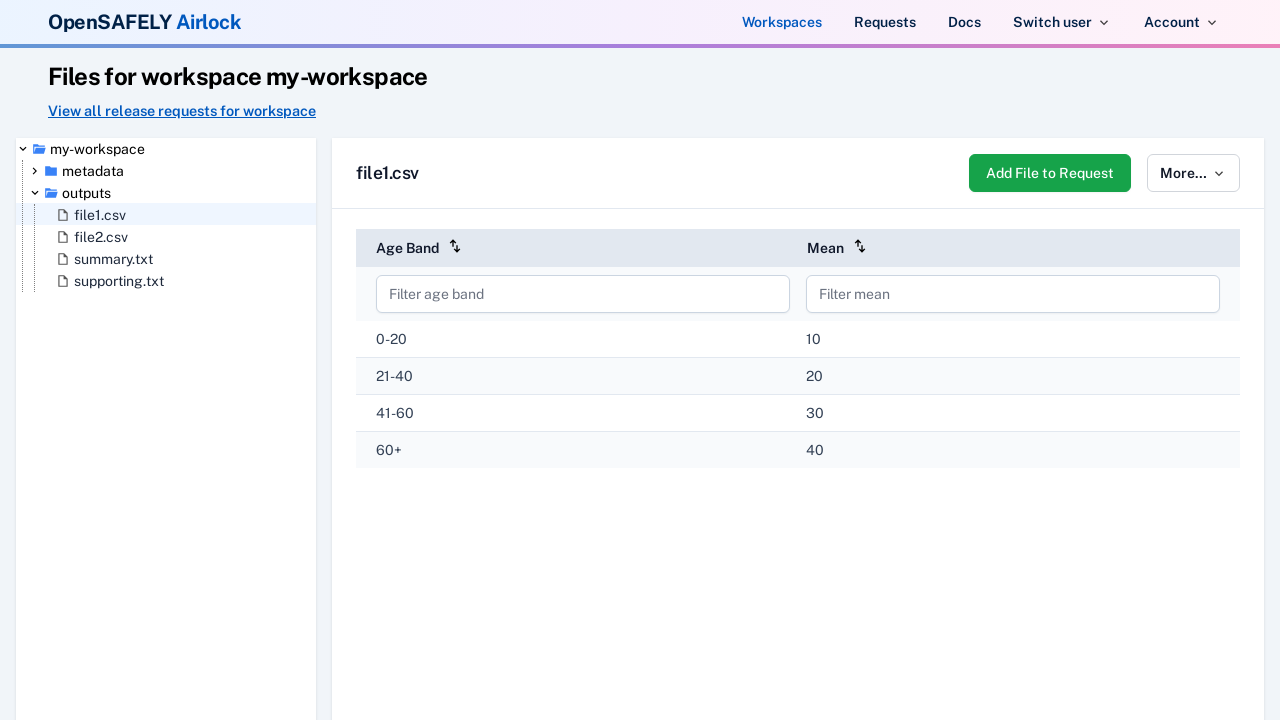 OpenSAFELY Airlock
Workspaces
Requests
Docs
Switch user
Account
Files for workspace my-workspace
View all release requests for workspace
my-workspace
metadata
outputs
file1.csv
file2.csv
summary.txt
supporting.txt
file1.csv
Add File to Request
More...
Age Band
Mean
Filter age band
Filter mean
0-20
10
21-40
20
41-60
30
60+
40